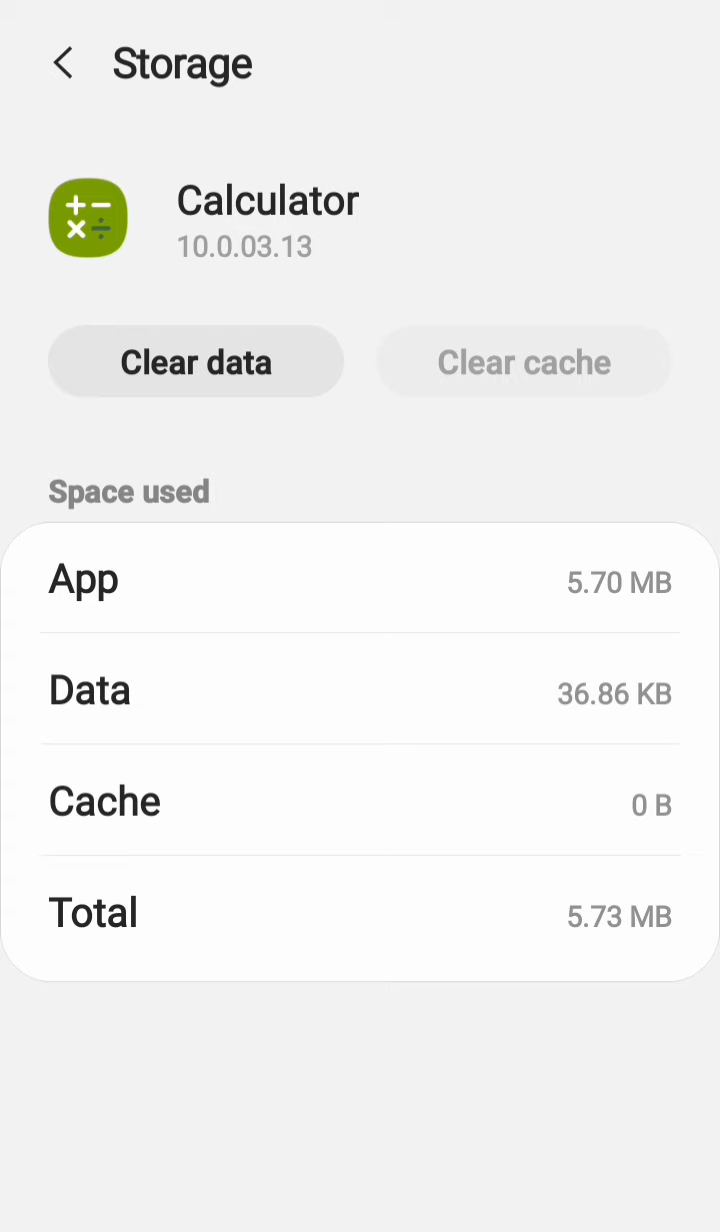 Storage
Calculator
10.0.03.13
Clear data
Clear cache
Space used
App
5.70 MB
Data
36.86 KB
Cache
0 B
Total
5.73 MB